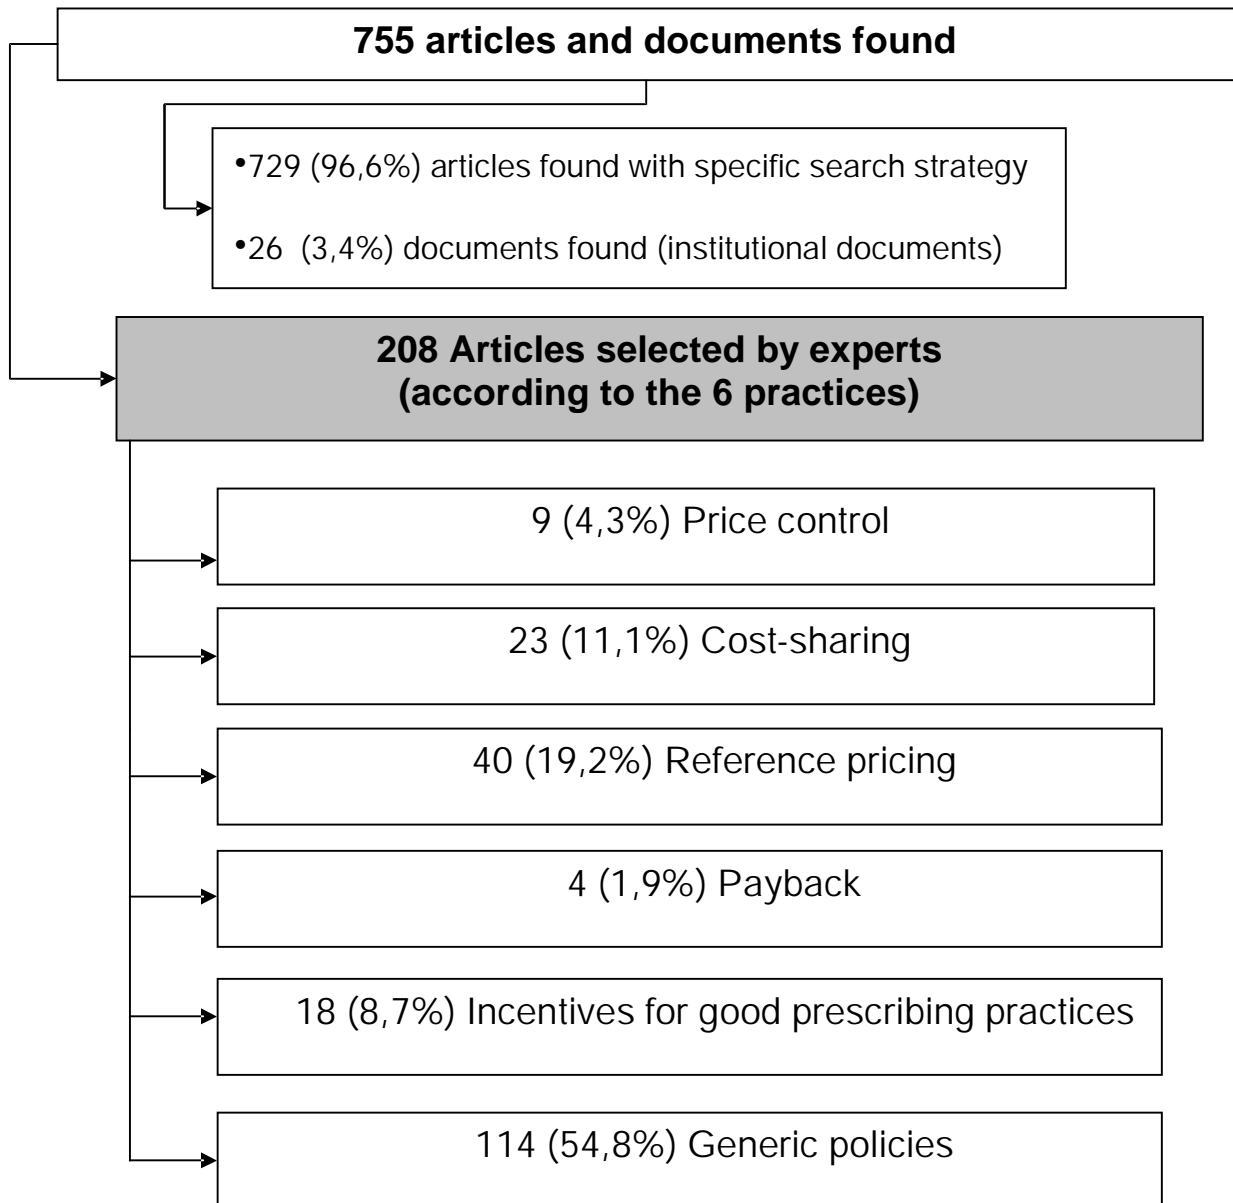 755 articles and documents found
•729 (96,6%) articles found with specific search strategy
•26 (3,4%) documents found (institutional documents)
208 Articles selected by experts
(according to the 6 practices)
9 (4,3%) Price control
23 (11,1%) Cost-sharing
40 (19,2%) Reference pricing
4 (1,9%) Payback
18 (8,7%) Incentives for good prescribing practices
114 (54,8%) Generic policies